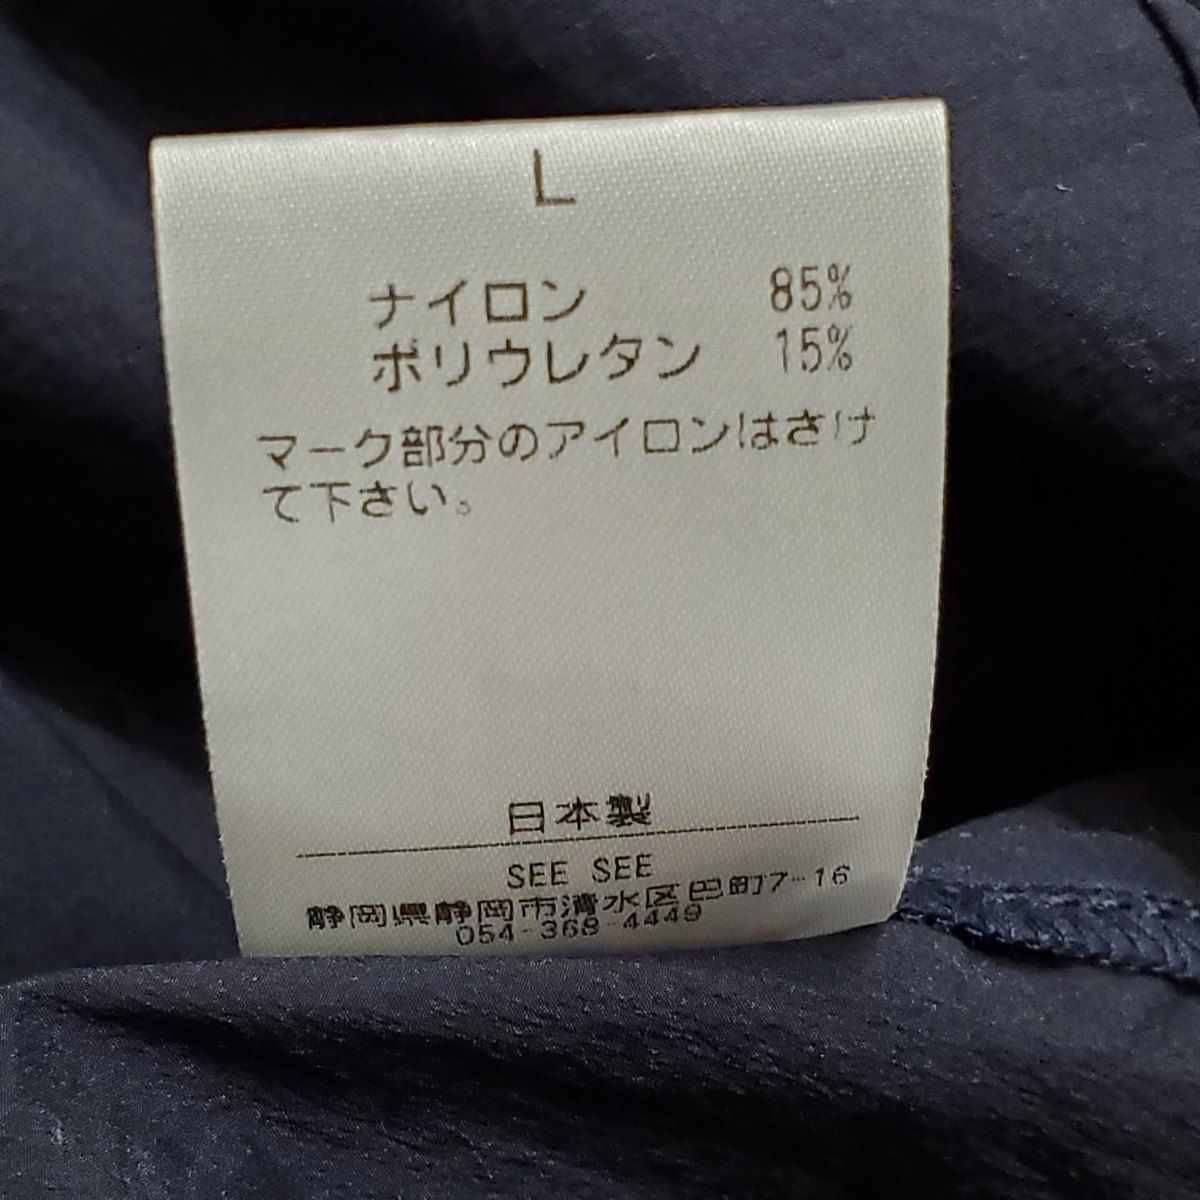 L
ナイロン 85%
ポリウレタン 15%
マーク部分のアイロンはさけ
て下さい。
日本製
SEE SEE
静岡県静岡市清水区巴町7-16
054-368-4449